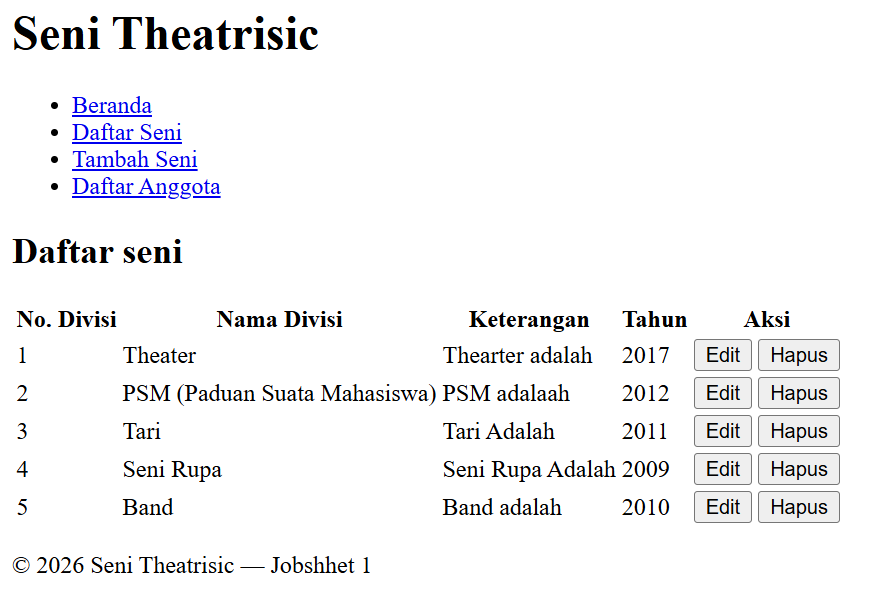 Seni Theatrisic
Beranda
Daftar Seni
Tambah Seni
Daftar Anggota
Daftar seni
No. Divisi Nama Divisi Keterangan Tahun Aksi
1 Theater Thearter adalah 2017 Edit Hapus
2 PSM (Paduan Suata Mahasiswa) PSM adalaah 2012 Edit Hapus
3 Tari Tari Adalah 2011 Edit Hapus
4 Seni Rupa Seni Rupa Adalah 2009 Edit Hapus
5 Band Band adalah 2010 Edit Hapus
© 2026 Seni Theatrisic — Jobshhet 1